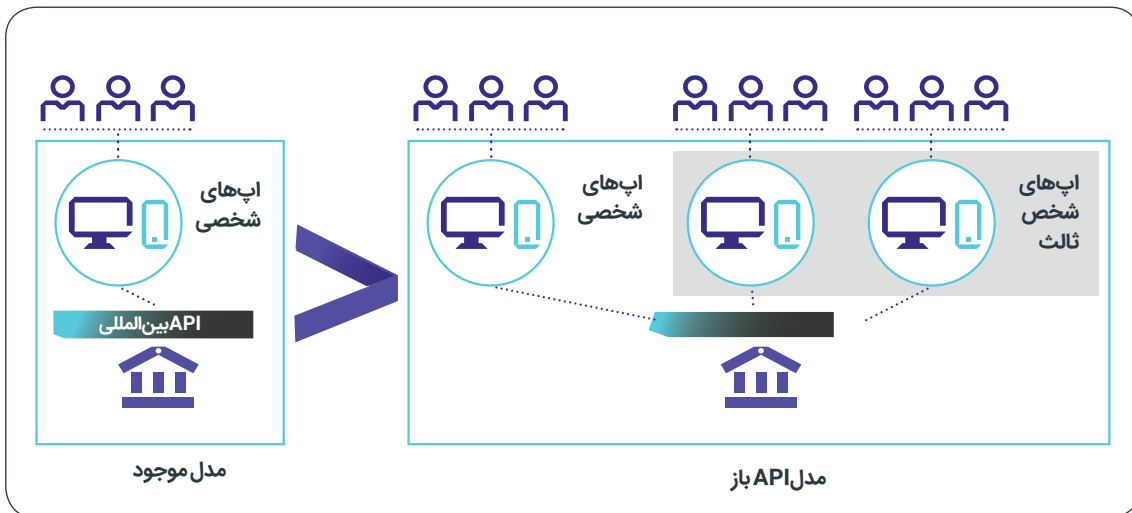 اپ‌های
شخصی
APIبین‌المللی
مدل موجود
اپ‌های
شخصی
اپ‌های
شخص
ثالث
مدلAPI باز